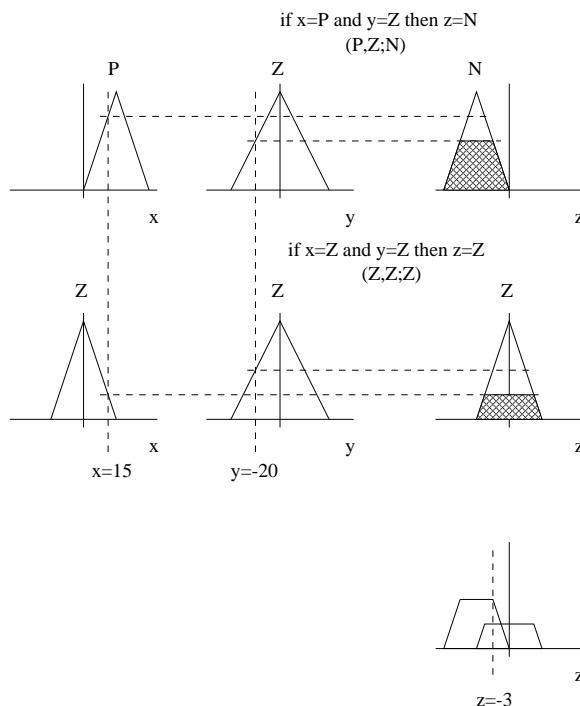 if x=P and y=Z then z=N
(P,Z;N)
P Z N
x y z
if x=Z and y=Z then z=Z
(Z,Z;Z)
Z Z Z
x y z
x=15 y=-20
z
z=-3